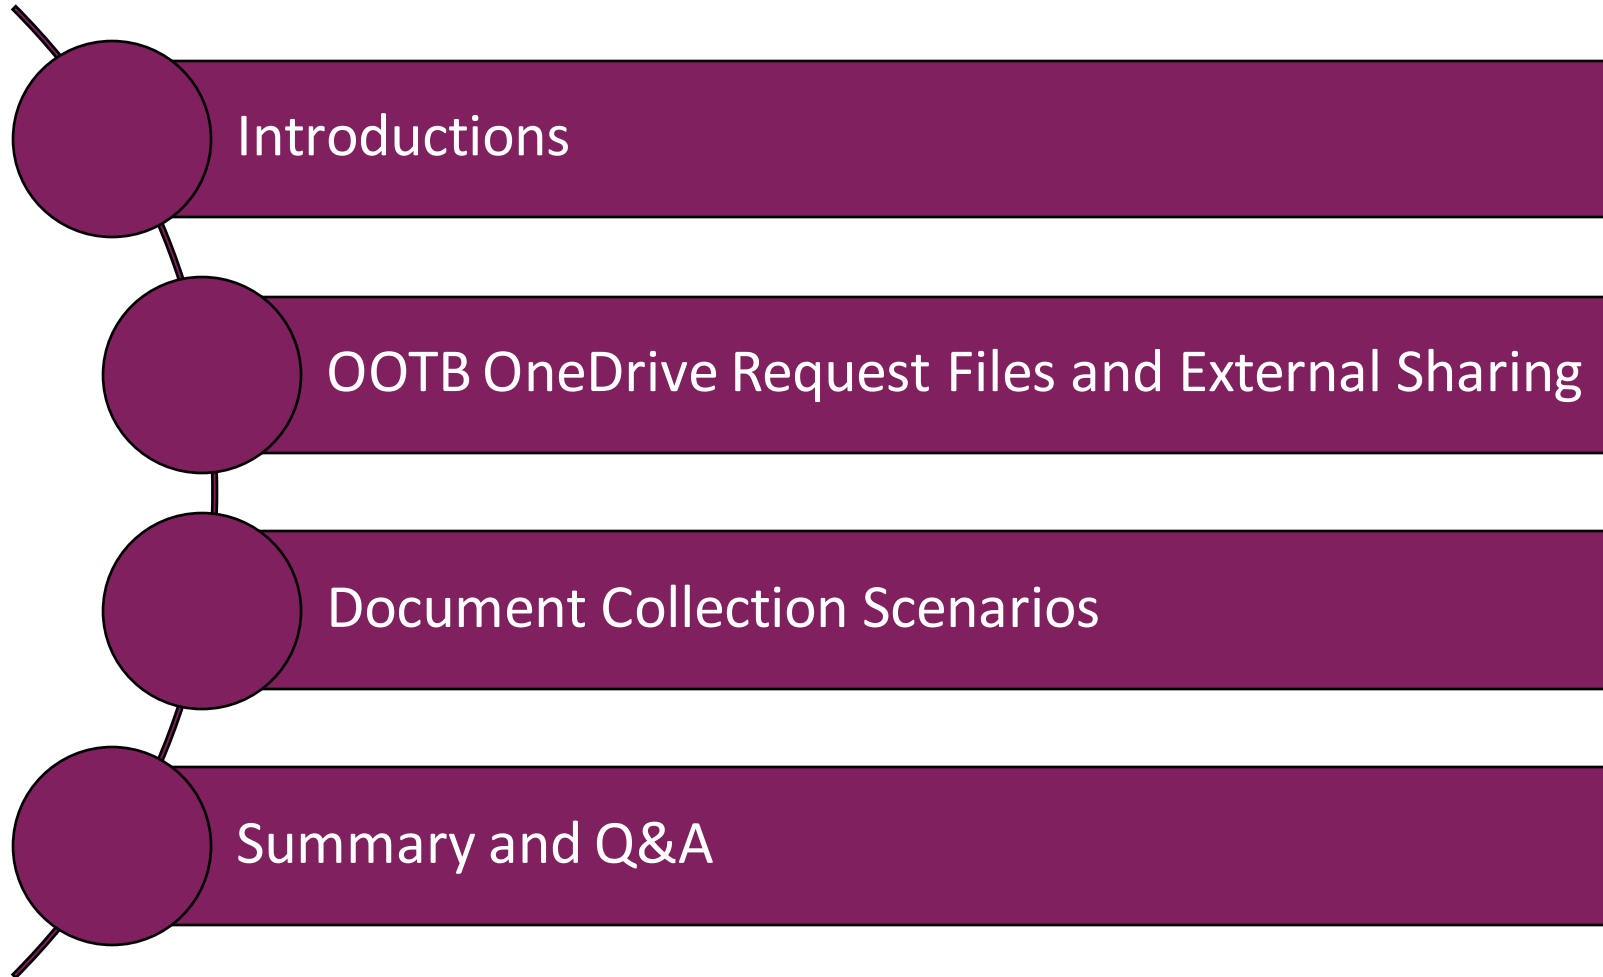 Introductions
OOTB OneDrive Request Files and External Sharing
Document Collection Scenarios
Summary and Q&A